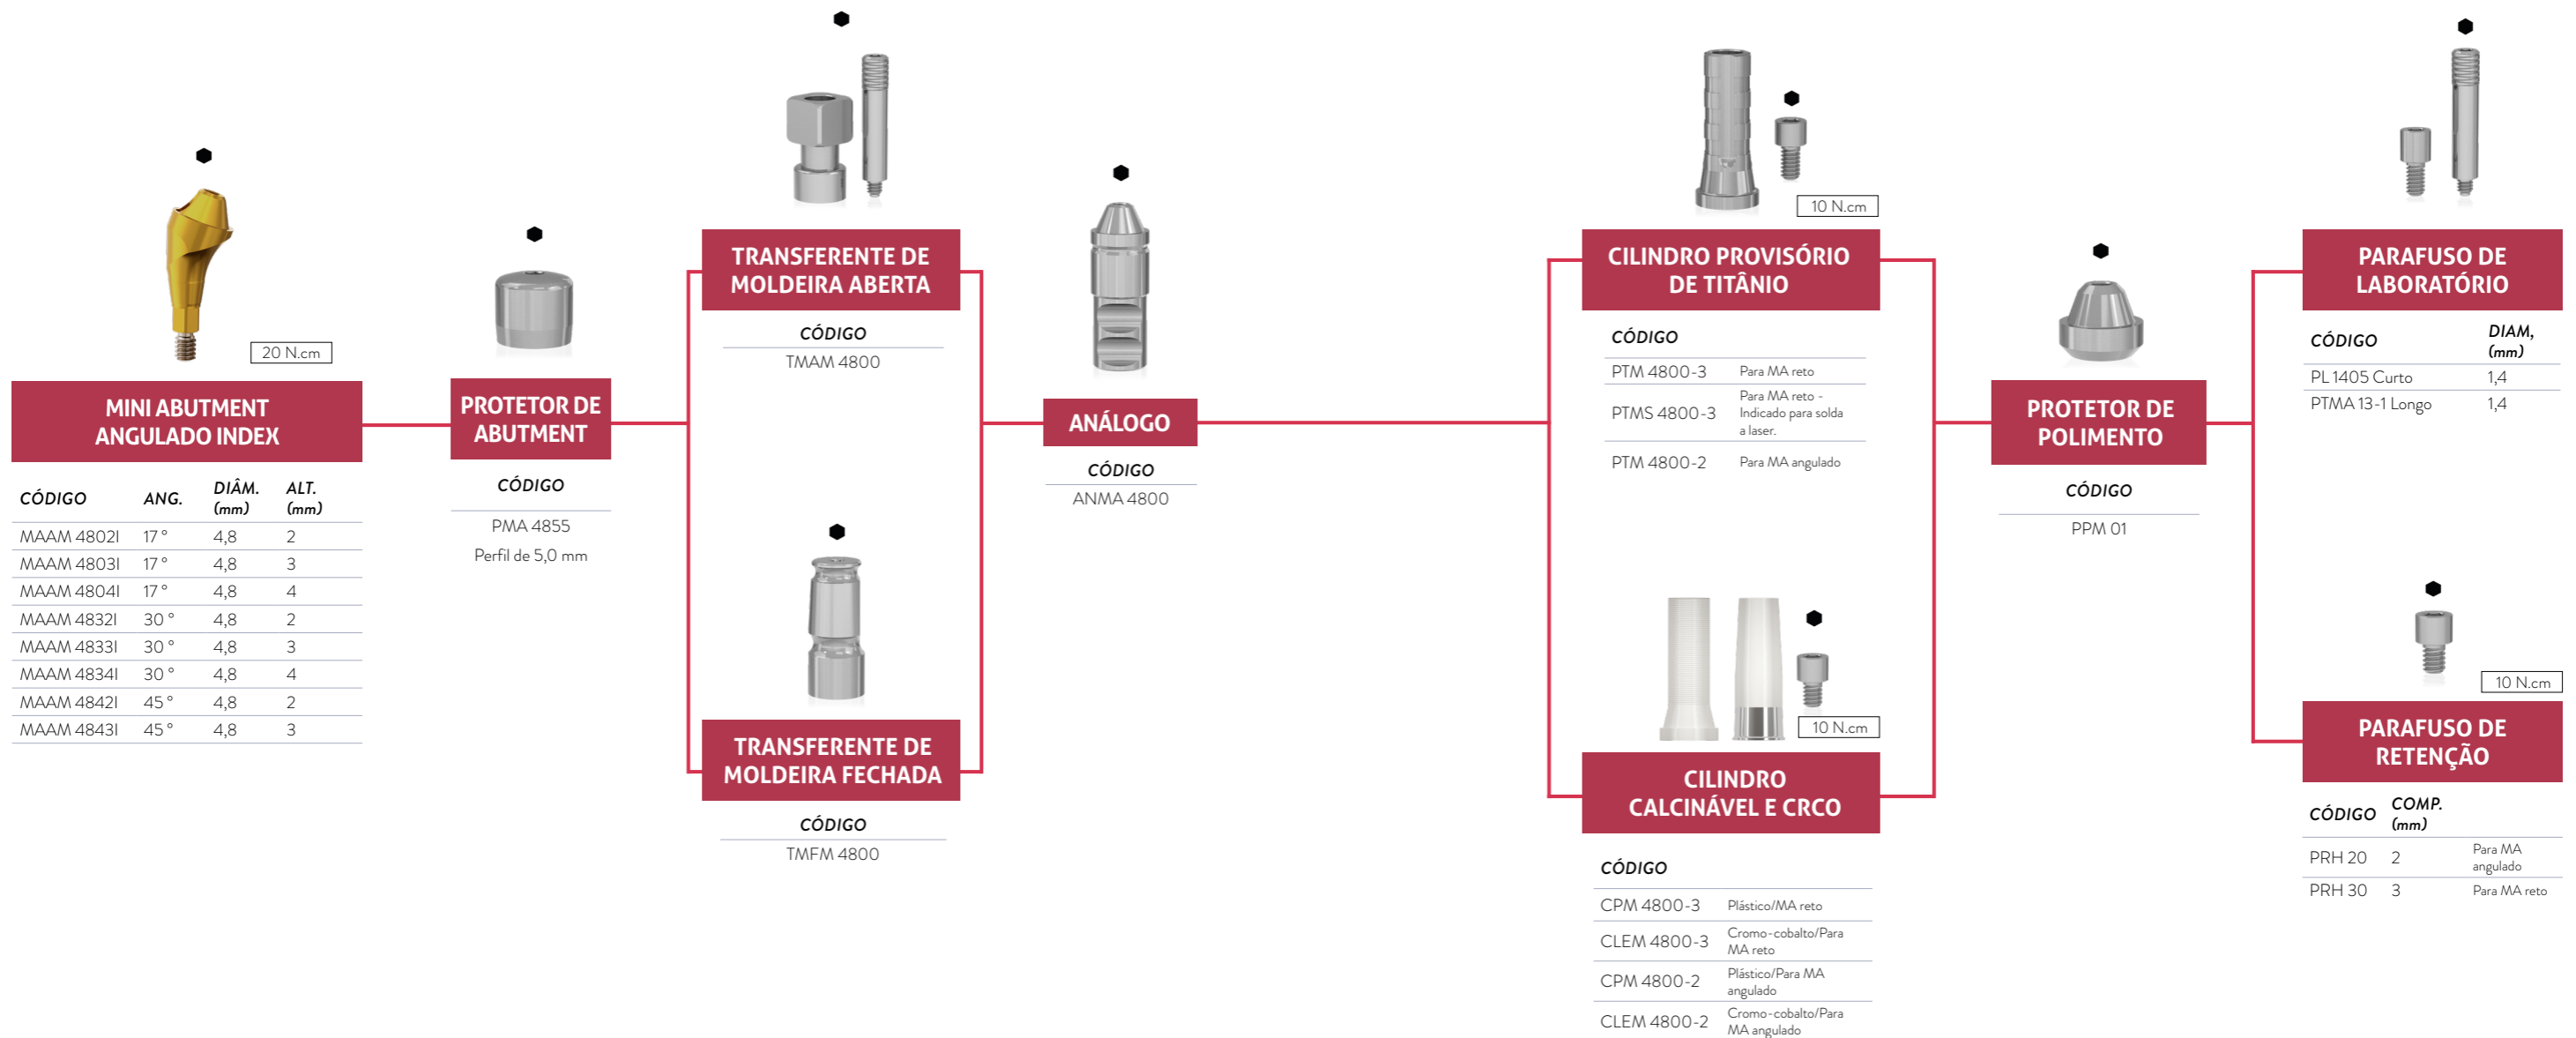 20 N.cm
MINI ABUTMENT
ANGULADO INDEX
CÓDIGO ANG. DIÂM. (mm) ALT. (mm)
MAAM 4802I 17 ° 4,8 2
MAAM 4803I 17 ° 4,8 3
MAAM 4804I 17 ° 4,8 4
MAAM 4832I 30 ° 4,8 2
MAAM 4833I 30 ° 4,8 3
MAAM 4834I 30 ° 4,8 4
MAAM 4842I 45 ° 4,8 2
MAAM 4843I 45 ° 4,8 3
PROTETOR DE
ABUTMENT
CÓDIGO
PMA 4855
Perfil de 5,0 mm
TRANSFERENTE DE
MOLDEIRA ABERTA
CÓDIGO
TMAM 4800
TRANSFERENTE DE
MOLDEIRA FECHADA
CÓDIGO
TMFM 4800
ANÁLOGO
CÓDIGO
ANMA 4800
10 N.cm
CILINDRO PROVISÓRIO
DE TITÂNIO
CÓDIGO
PTM 4800-3 Para MA reto
PTMS 4800-3 Para MA reto -
Indicado para solda
a laser.
PTM 4800-2 Para MA angulado
10 N.cm
CILINDRO
CALCINÁVEL E CRCO
CÓDIGO
CPM 4800-3 Plástico/MA reto
CLEM 4800-3 Cromo-cobalto/Para
MA reto
CPM 4800-2 Plástico/Para MA
angulado
CLEM 4800-2 Cromo-cobalto/Para
MA angulado
PROTETOR DE
POLIMENTO
CÓDIGO
PPM 01
PARAFUSO DE
LABORATÓRIO
CÓDIGO DIAM, (mm)
PL 1405 Curto 1,4
PTMA 13-1 Longo 1,4
10 N.cm
PARAFUSO DE
RETENÇÃO
CÓDIGO COMP. (mm)
PRH 20 2 Para MA
angulado
PRH 30 3 Para MA reto